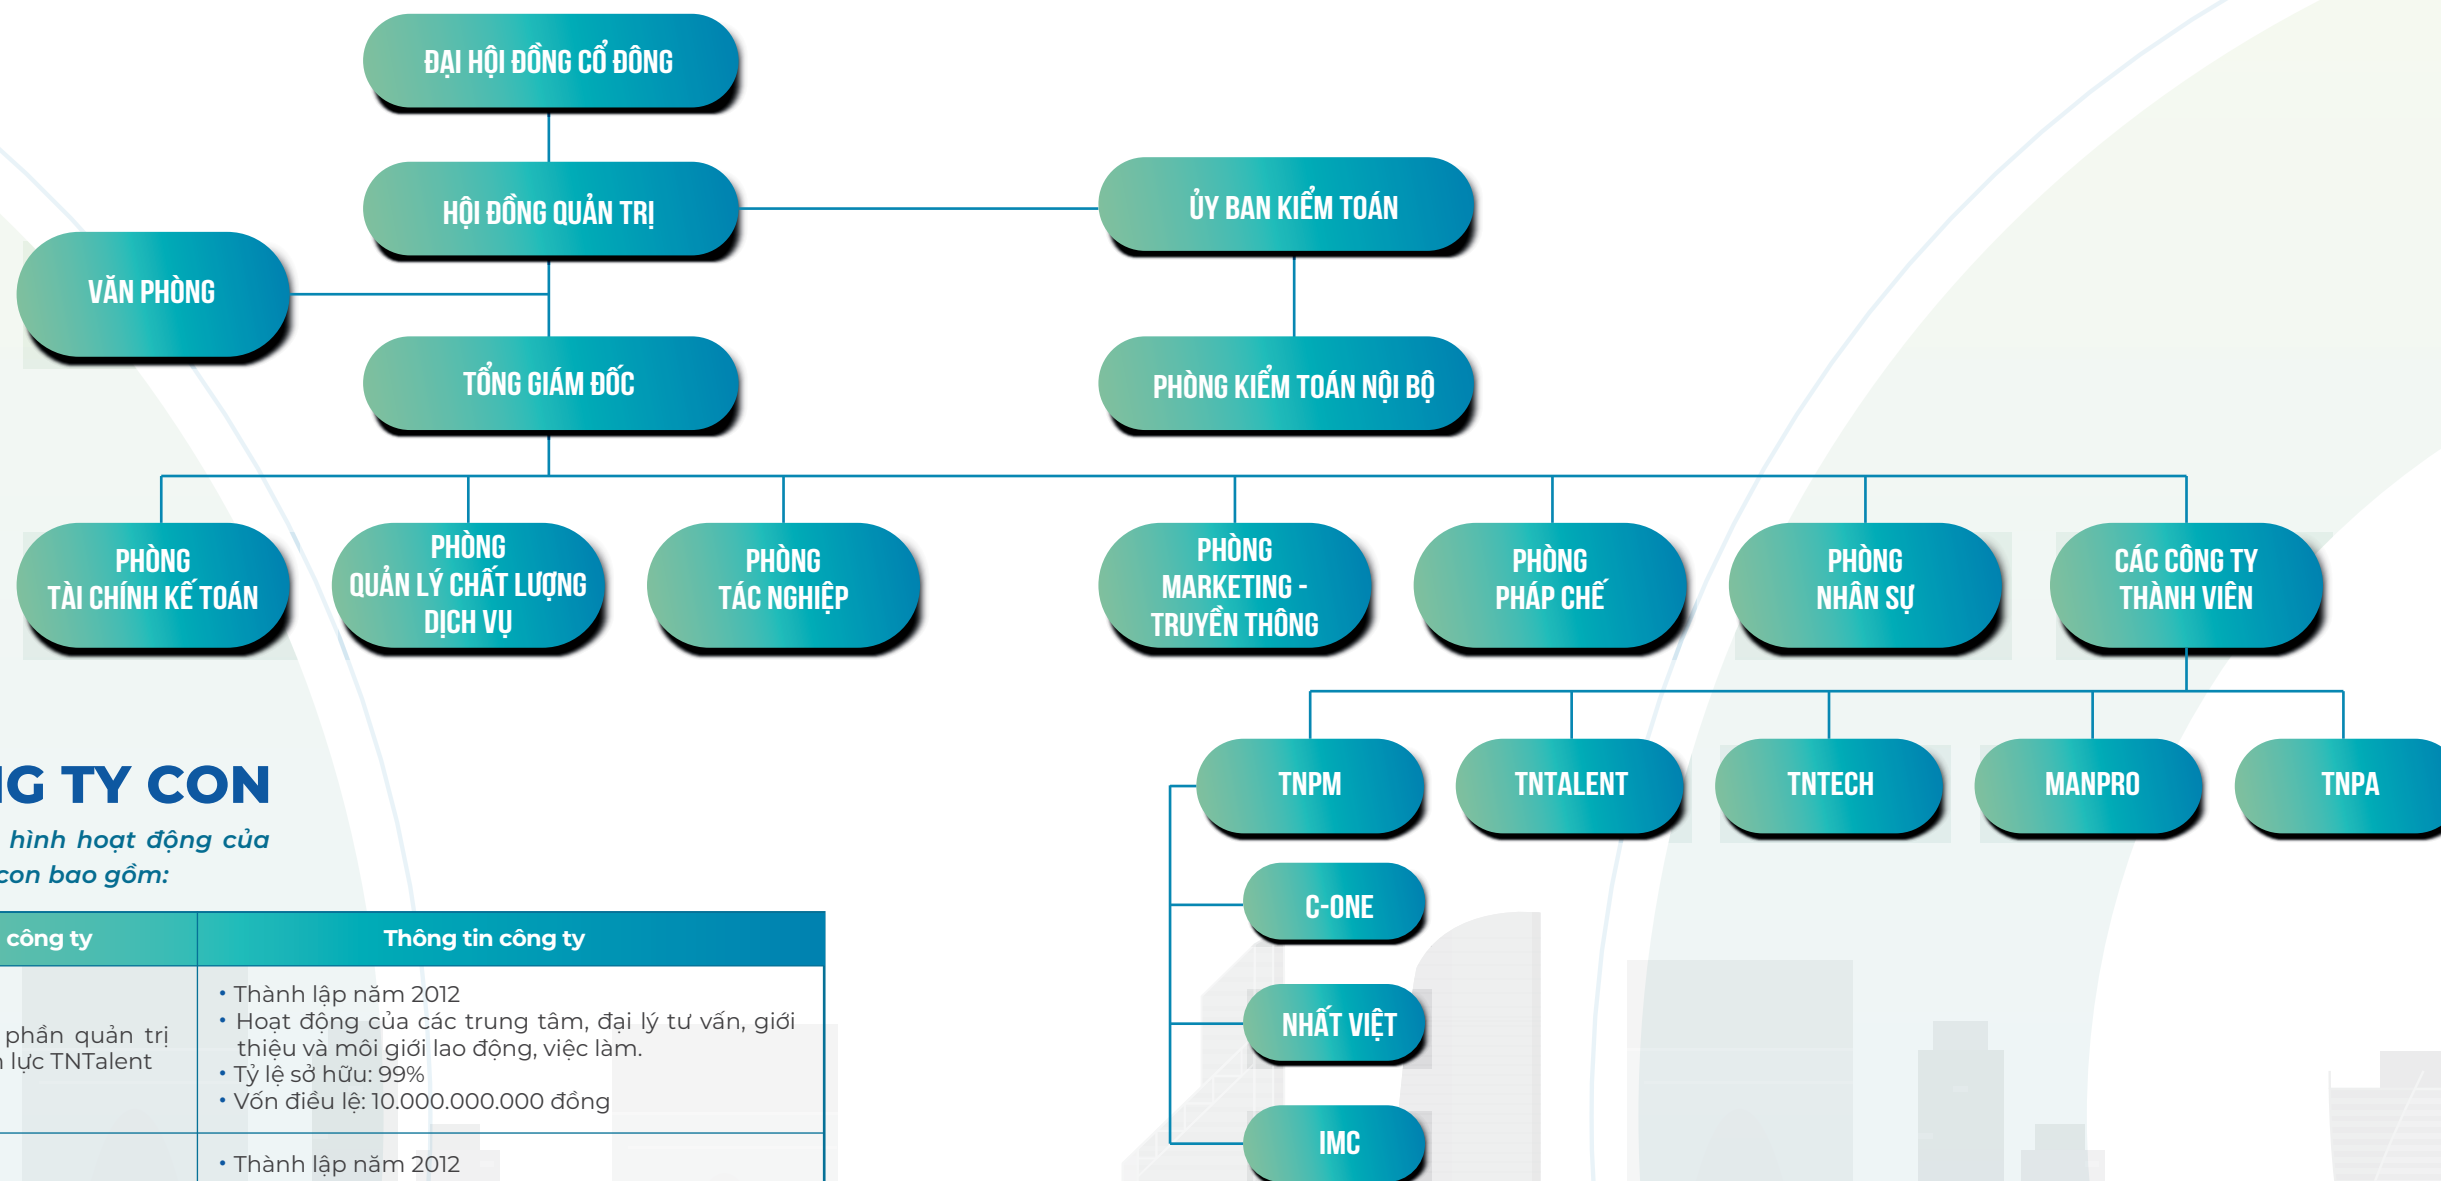 ĐẠI HỘI ĐỒNG CỔ ĐÔNG
HỘI ĐỒNG QUẢN TRỊ
ỦY BAN KIỂM TOÁN
VĂN PHÒNG
TỔNG GIÁM ĐỐC
PHÒNG KIỂM TOÁN NỘI BỘ
PHÒNG
TÀI CHÍNH KẾ TOÁN
PHÒNG
QUẢN LÝ CHẤT LƯỢNG
DỊCH VỤ
PHÒNG
TÁC NGHIỆP
PHÒNG
MARKETING -
TRUYỀN THÔNG
PHÒNG
PHÁP CHẾ
PHÒNG
NHÂN SỰ
CÁC CÔNG TY
THÀNH VIÊN
TNPM
TNTALENT
TNTECH
MANPRO
TNPA
C-ONE
NHẤT VIỆT
IMC
NG TY CON
hình hoạt động của
con bao gồm:
công ty
Thông tin công ty
phần quản trị
lực TNTalent
• Thành lập năm 2012
• Hoạt động của các trung tâm, đại lý tư vấn, giới
thiệu và môi giới lao động, việc làm.
• Tỷ lệ sở hữu: 99%
• Vốn điều lệ: 10.000.000.000 đồng
• Thành lập năm 2012